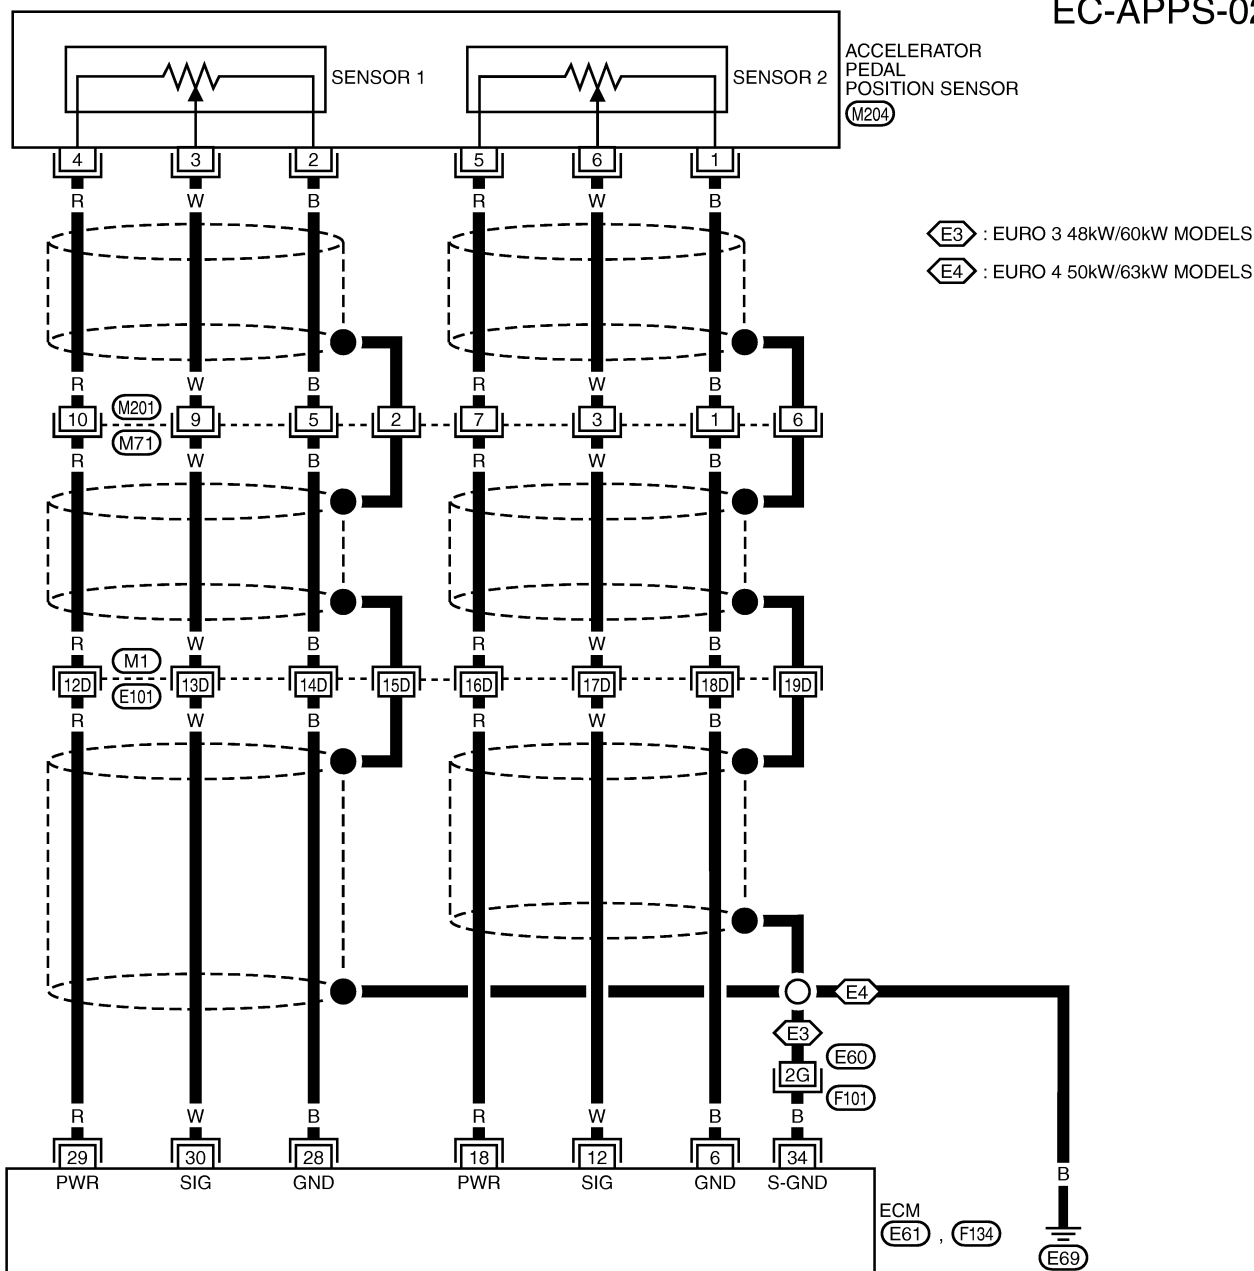 EC-APPS-02
SENSOR 1
SENSOR 2
ACCELERATOR
PEDAL
POSITION SENSOR
M204
4 3 2 5 6 1
R W B R W B
E3 : EURO 3 48kW/60kW MODELS
E4 : EURO 4 50kW/63kW MODELS
R W B R W B
M201
10 9 5 2 7 3 1 6
M71
R W B R W B
R W B R W B
M1
12D 13D 14D 15D 16D 17D 18D 19D
E101
R W B R W B
E4
E3
E60
2G
F101
R W B R W B B
29 30 28 18 12 6 34
PWR SIG GND PWR SIG GND S-GND
B
ECM
E61 , F134
E69